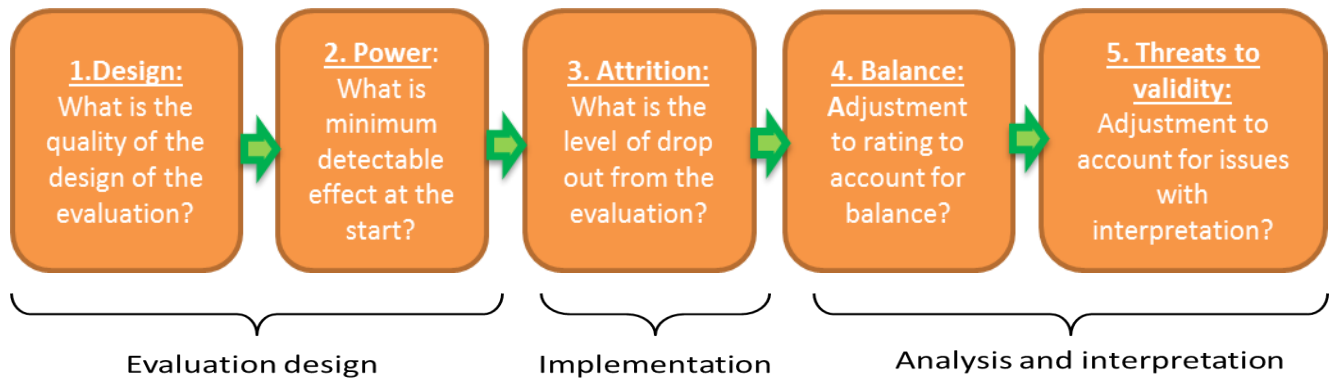 1.Design:
What is the
quality of the
design of the
evaluation?
2. Power:
What is
minimum
detectable
effect at the
start?
3. Attrition:
What is the
level of drop
out from the
evaluation?
4. Balance:
Adjustment
to rating to
account for
balance?
5. Threats to
validity:
Adjustment to
account for issues
with
interpretation?
Evaluation design
Implementation
Analysis and interpretation